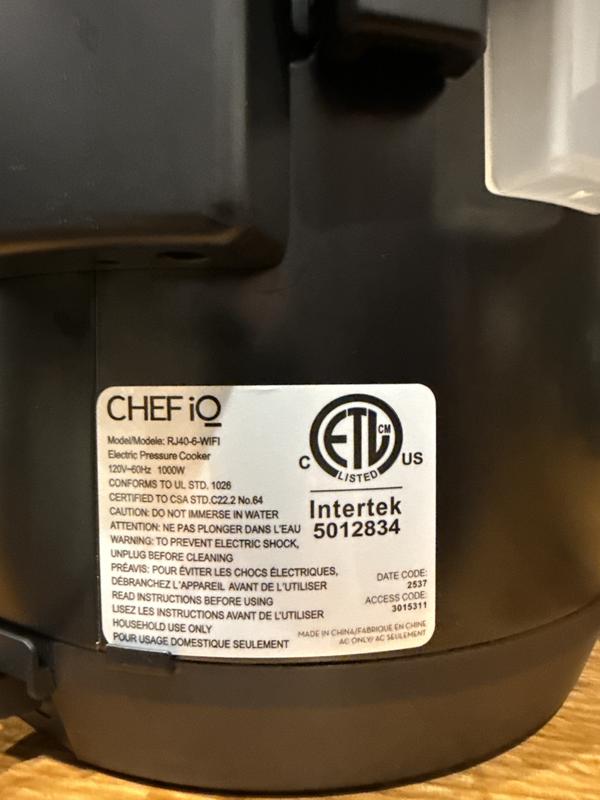 CHEF iQ
Model/Modele: RJ40-6-WIFI
Electric Pressure Cooker
120V~60Hz 1000W
CONFORMS TO UL STD. 1026
CERTIFIED TO CSA STD.C22.2 No.64
CAUTION: DO NOT IMMERSE IN WATER
ATTENTION: NE PAS PLONGER DANS L'EAU
WARNING: TO PREVENT ELECTRIC SHOCK,
UNPLUG BEFORE CLEANING
PRÉAVIS: POUR ÉVITER LES CHOCS ÉLECTRIQUES,
DÉBRANCHEZ L'APPAREIL AVANT DE L'UTILISER
READ INSTRUCTIONS BEFORE USING
LISEZ LES INSTRUCTIONS AVANT DE L'UTILISER
HOUSEHOLD USE ONLY
POUR USAGE DOMESTIQUE SEULEMENT
ETL CM
C US
LISTED
Intertek
5012834
DATE CODE:
2537
ACCESS CODE:
3015311
MADE IN CHINA/FABRIQUÉ EN CHINE
AC ONLY/ AC SEULEMENT